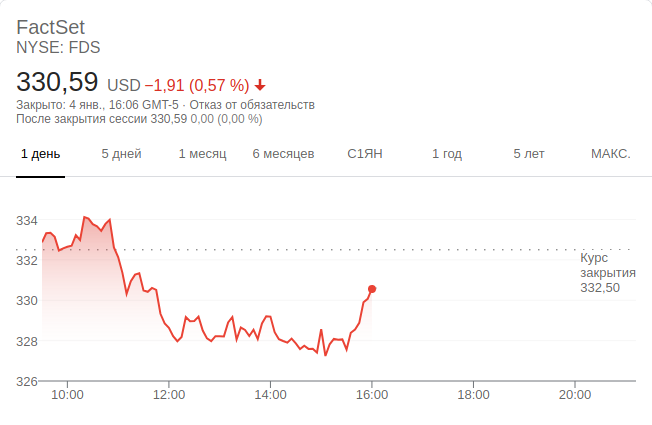 FactSet
NYSE: FDS
330,59 USD −1,91 (0,57 %)
Закрыто: 4 янв., 16:06 GMT-5 · Отказ от обязательств
После закрытия сессии 330,59 0,00 (0,00 %)
1 день 5 дней 1 месяц 6 месяцев С1ЯН 1 год 5 лет МАКС.
334
332
330
328
326
Курс
закрытия
332,50
10:00 12:00 14:00 16:00 18:00 20:00